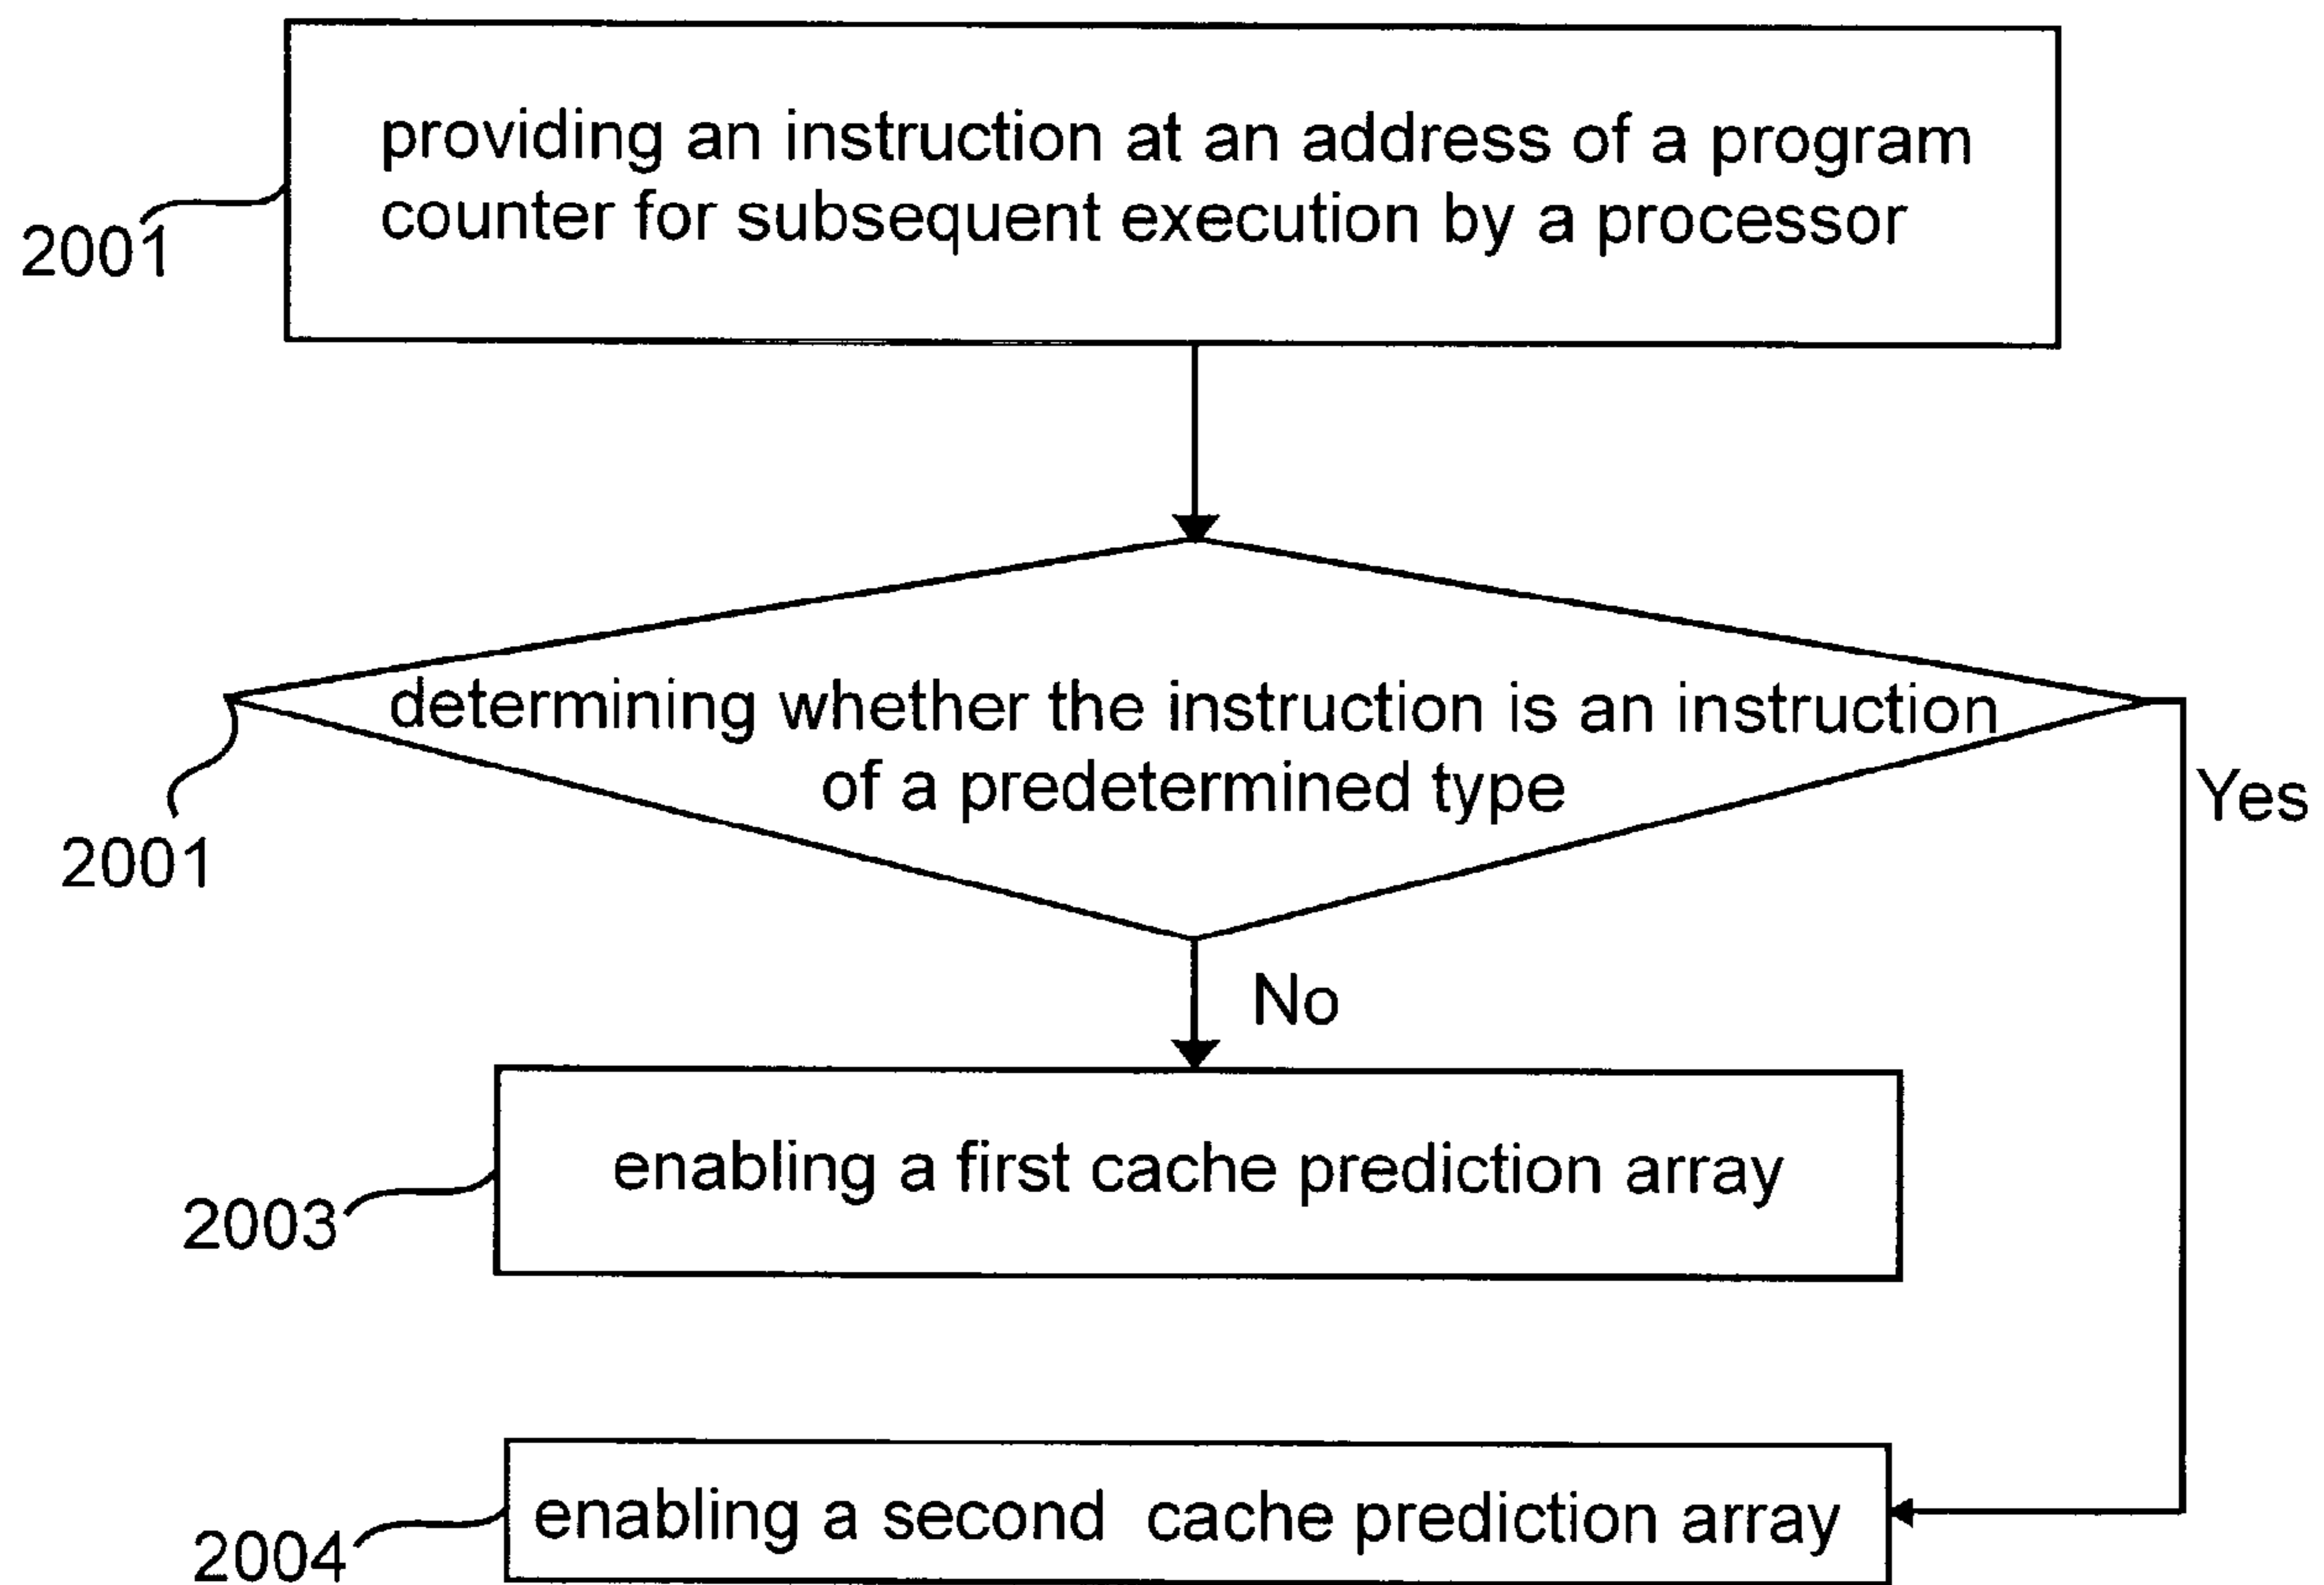 providing an instruction at an address of a program
counter for subsequent execution by a processor
2001
determining whether the instruction is an instruction
of a predetermined type
Yes
2001
No
enabling a first cache prediction array
2003
enabling a second cache prediction array
2004